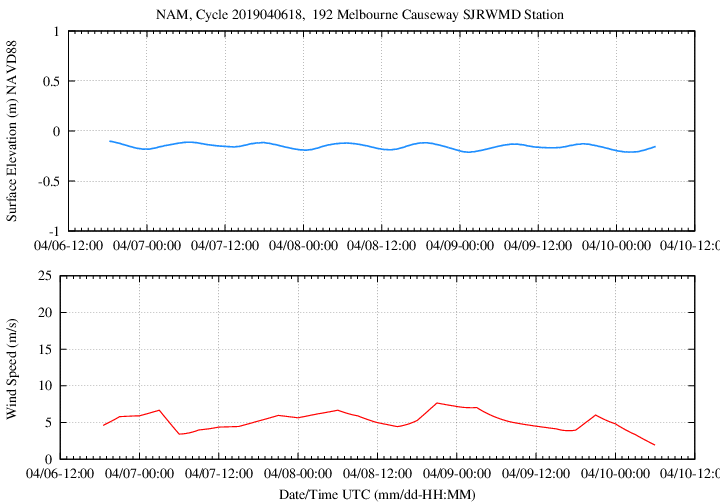 NAM, Cycle 2019040618,  192 Melbourne Causeway SJRWMD Station
Surface Elevation (m) NAVD88
1
0.5
0
-0.5
-1
04/06-12:00 04/07-00:00 04/07-12:00 04/08-00:00 04/08-12:00 04/09-00:00 04/09-12:00 04/10-00:00 04/10-12:0
Wind Speed (m/s)
25
20
15
10
5
0
04/06-12:00 04/07-00:00 04/07-12:00 04/08-00:00 04/08-12:00 04/09-00:00 04/09-12:00 04/10-00:00 04/10-12:0
Date/Time UTC (mm/dd-HH:MM)